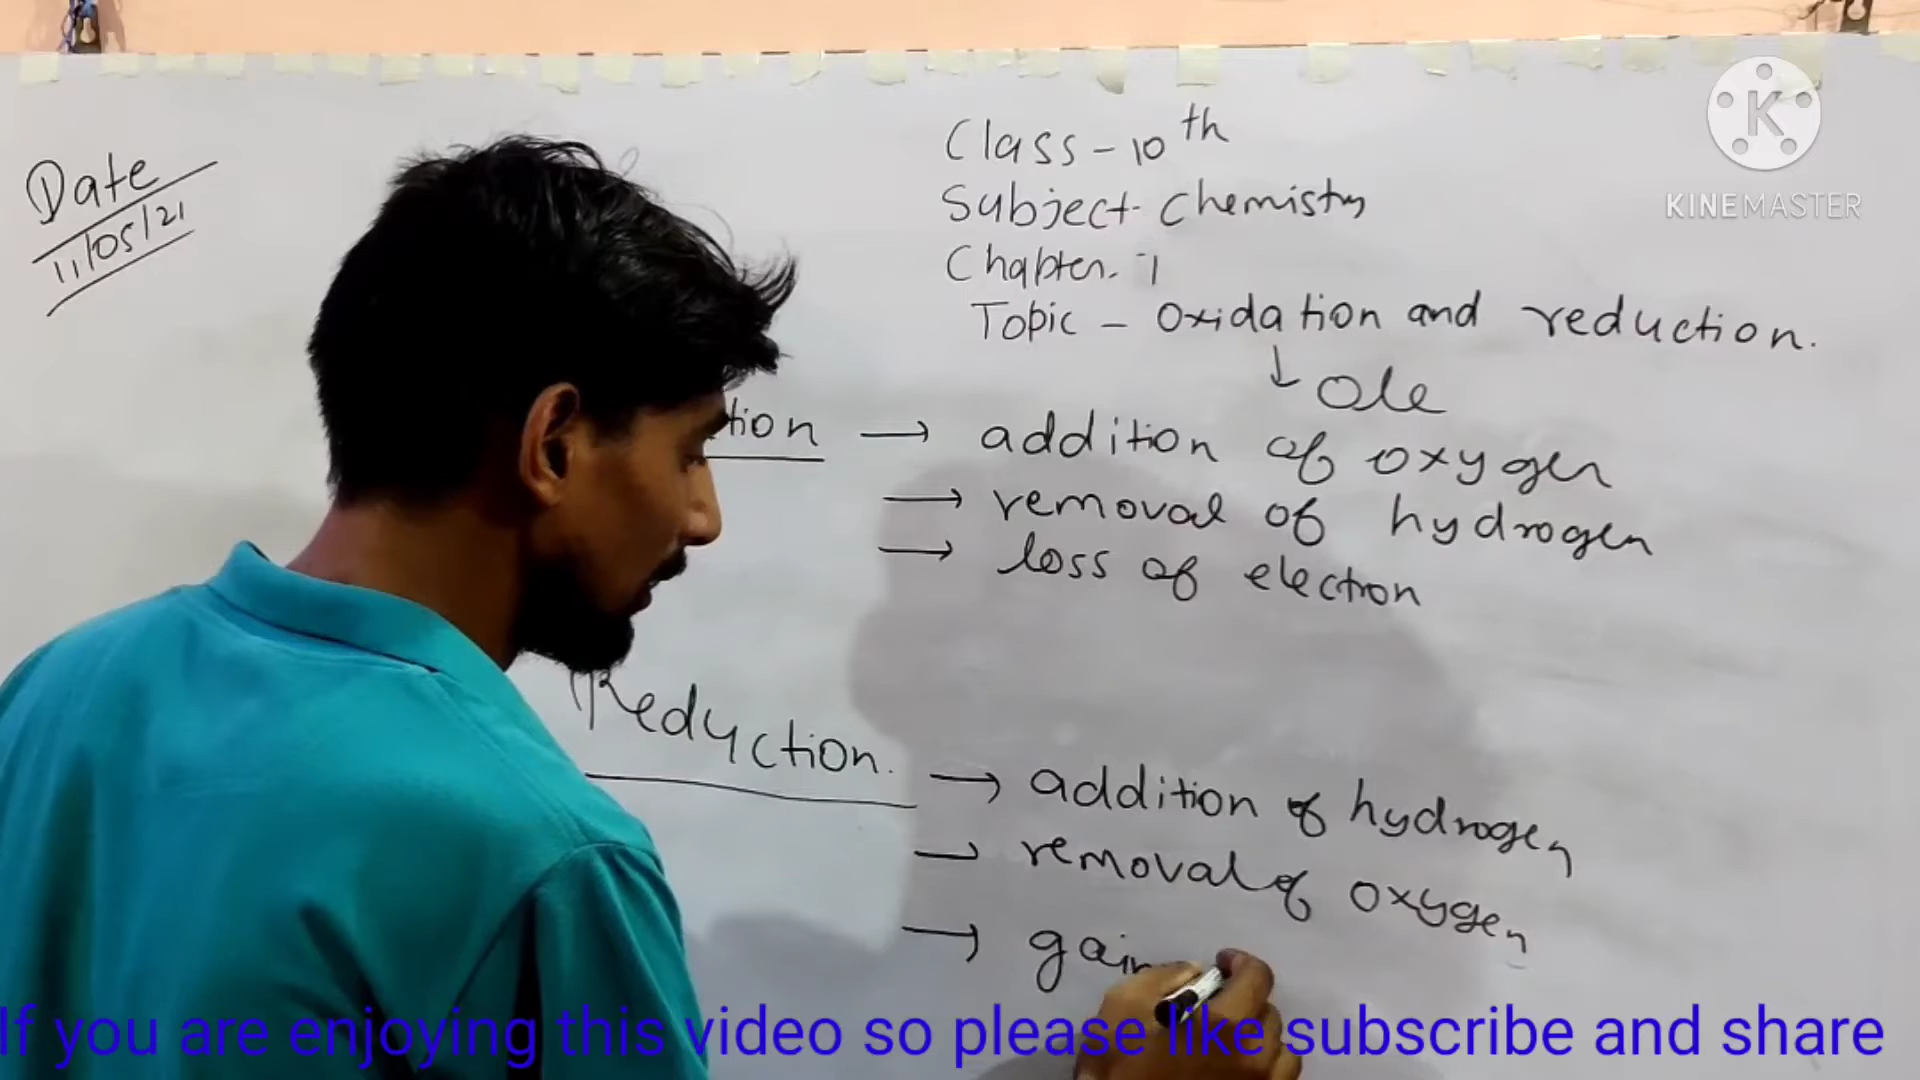 Date
11/05/21
Class - 10th
Subject - chemistry
Chapter - 1
Topic - Oxidation and reduction.
↓ OLe
tion → addition of oxygen
→ removal of hydrogen
→ loss of electron
Reduction. → addition of hydrogen
→ removal of oxygen
→ gain
KINEMASTER
If you are enjoying this video so please like subscribe and share